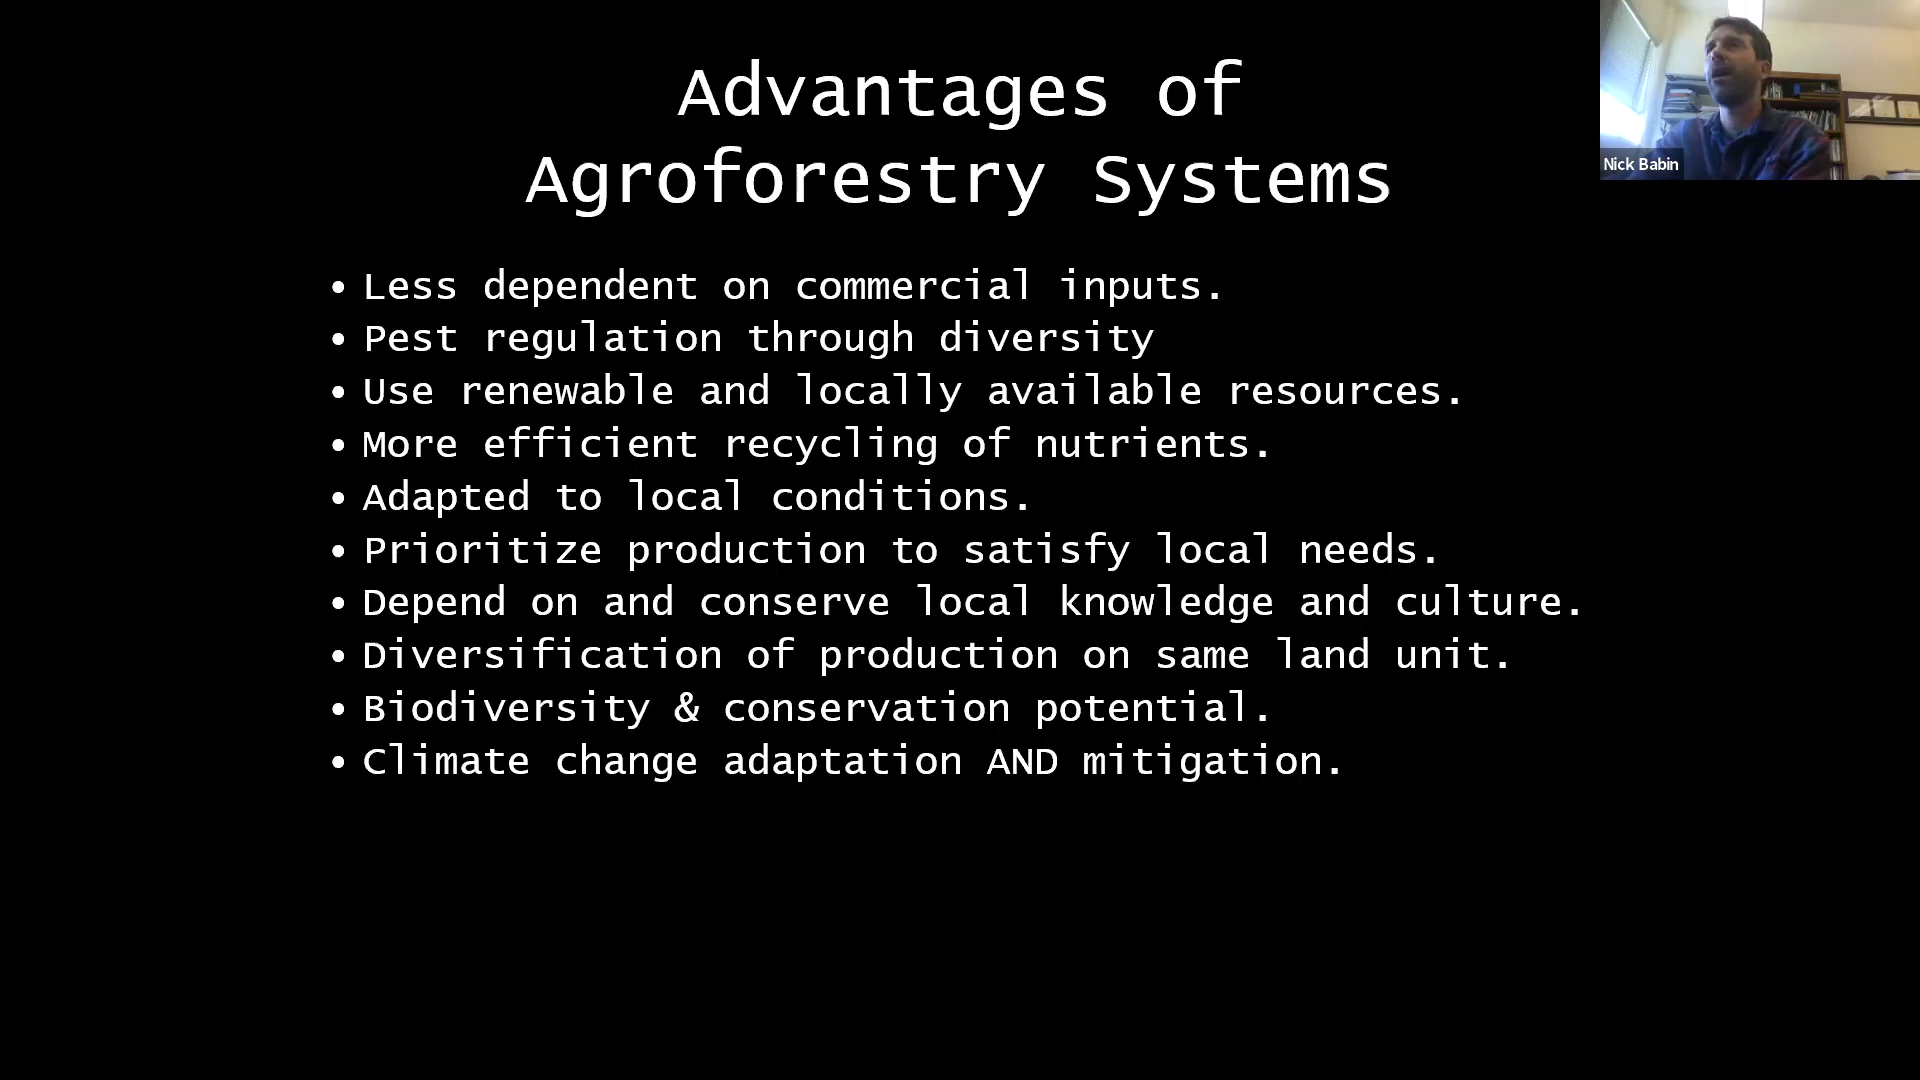 Advantages of
Agroforestry Systems
• Less dependent on commercial inputs.
• Pest regulation through diversity
• Use renewable and locally available resources.
• More efficient recycling of nutrients.
• Adapted to local conditions.
• Prioritize production to satisfy local needs.
• Depend on and conserve local knowledge and culture.
• Diversification of production on same land unit.
• Biodiversity & conservation potential.
• Climate change adaptation AND mitigation.
Nick Babin